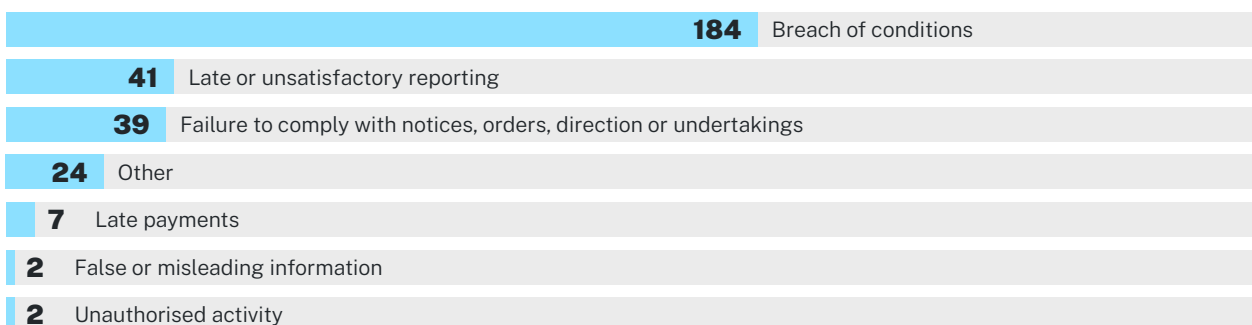 184 Breach of conditions
41 Late or unsatisfactory reporting
39 Failure to comply with notices, orders, direction or undertakings
24 Other
7 Late payments
2 False or misleading information
2 Unauthorised activity